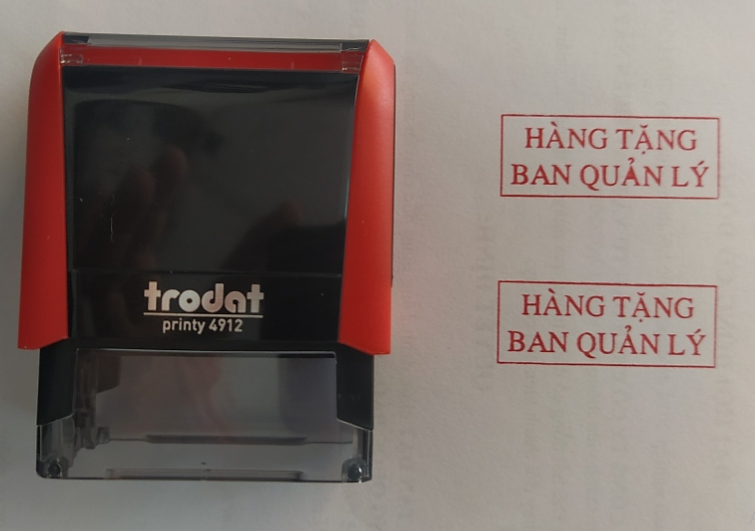 trodat
printy 4912
HÀNG TẶNG
BAN QUẢN LÝ
HÀNG TẶNG
BAN QUẢN LÝ